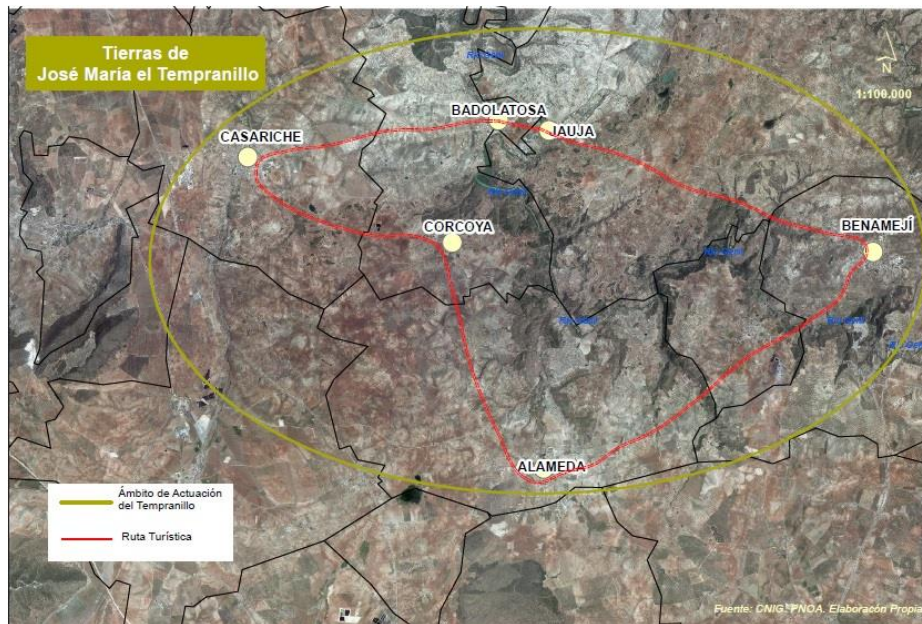 Tierras de
José María el Tempranillo
N
1:100.000
BADOLATOSA
JAUJA
CASARICHE
CORCOYA
BENAMEJÍ
ALAMEDA
Ámbito de Actuación
del Tempranillo
Ruta Turística
Fuente: CNIG. PNOA. Elaboracón Propia